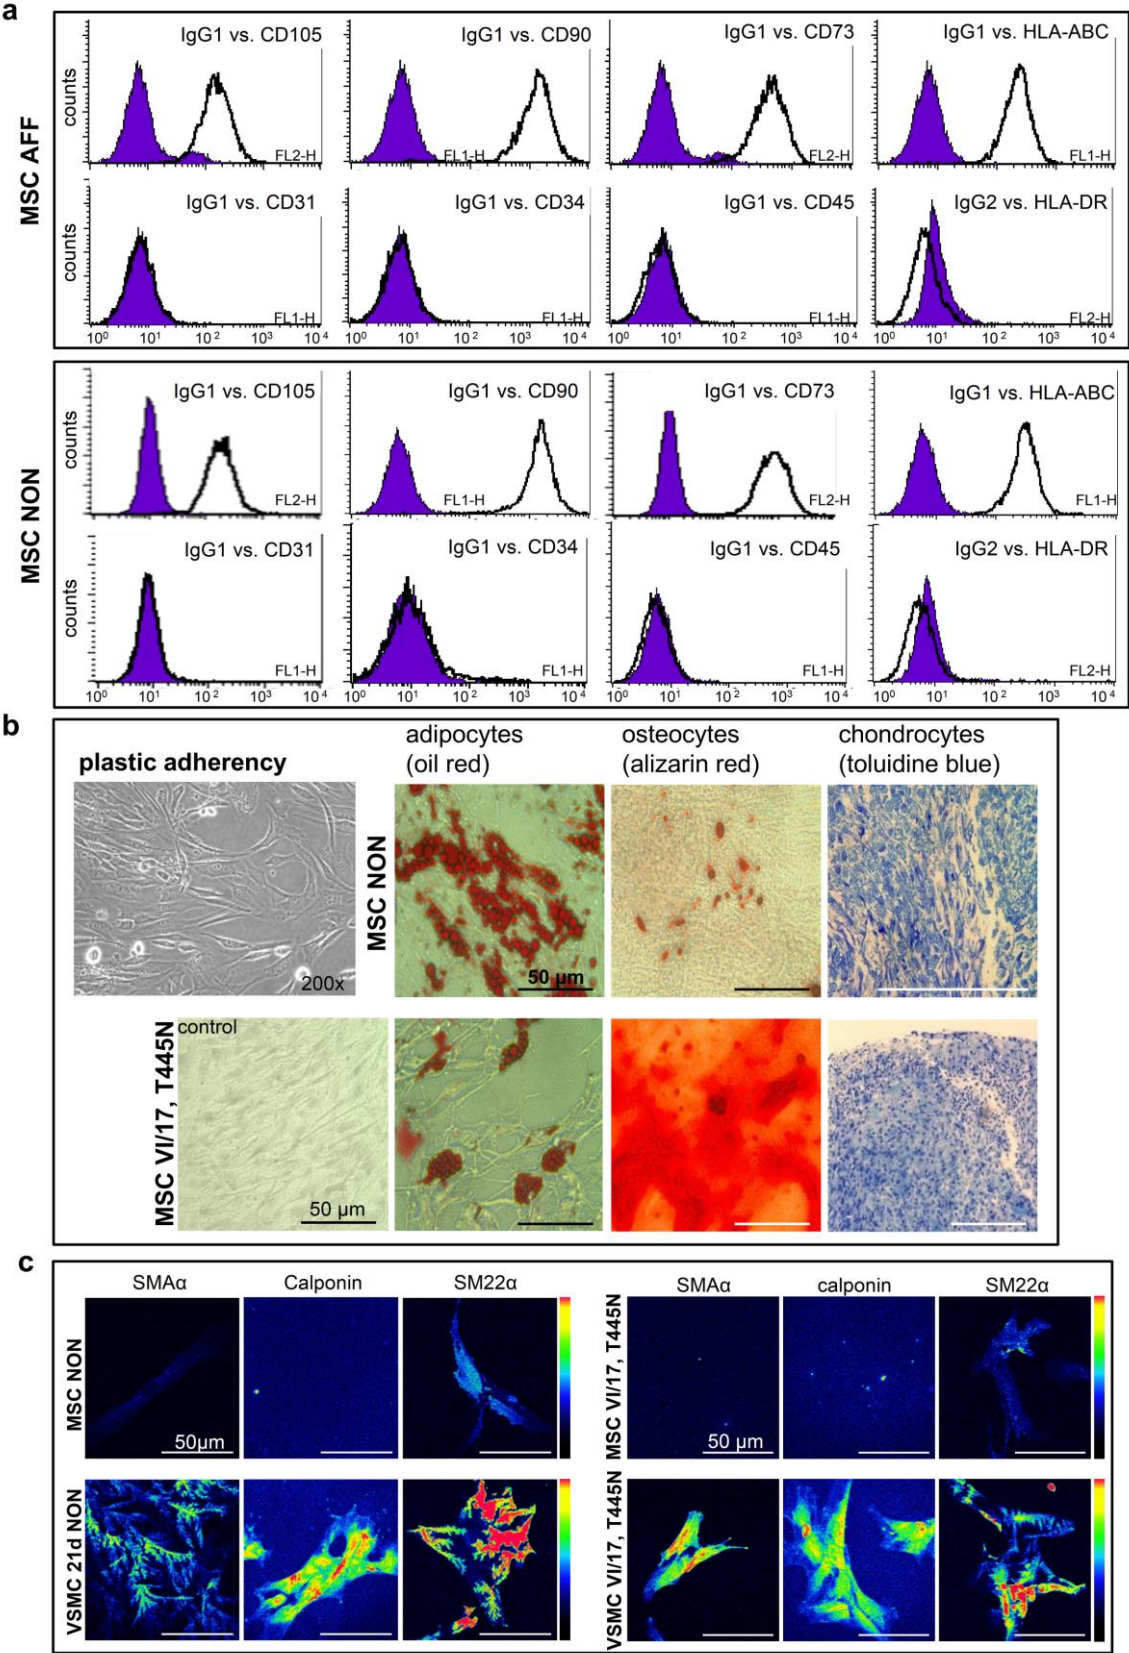 a
MSC AFF
counts
IgG1 vs. CD105
FL2-H
IgG1 vs. CD90
FL1-H
IgG1 vs. CD73
FL2-H
IgG1 vs. HLA-ABC
FL1-H
counts
IgG1 vs. CD31
FL1-H
IgG1 vs. CD34
FL1-H
IgG1 vs. CD45
FL1-H
IgG2 vs. HLA-DR
FL2-H
10⁰ 10¹ 10² 10³ 10⁴
10⁰ 10¹ 10² 10³ 10⁴
10⁰ 10¹ 10² 10³ 10⁴
10⁰ 10¹ 10² 10³ 10⁴
MSC NON
counts
IgG1 vs. CD105
FL2-H
IgG1 vs. CD90
FL1-H
IgG1 vs. CD73
FL2-H
IgG1 vs. HLA-ABC
FL1-H
counts
IgG1 vs. CD31
FL1-H
IgG1 vs. CD34
FL1-H
IgG1 vs. CD45
FL1-H
IgG2 vs. HLA-DR
FL2-H
10⁰ 10¹ 10² 10³ 10⁴
10⁰ 10¹ 10² 10³ 10⁴
10⁰ 10¹ 10² 10³ 10⁴
10⁰ 10¹ 10² 10³ 10⁴
b
plastic adherency
adipocytes
(oil red)
osteocytes
(alizarin red)
chondrocytes
(toluidine blue)
200x
MSC NON
50 µm
MSC VI/17, T445N
control
50 µm
c
SMAα
Calponin
SM22α
SMAα
calponin
SM22α
MSC NON
50µm
MSC VI/17, T445N
50 µm
VSMC 21d NON
VSMC VI/17, T445N